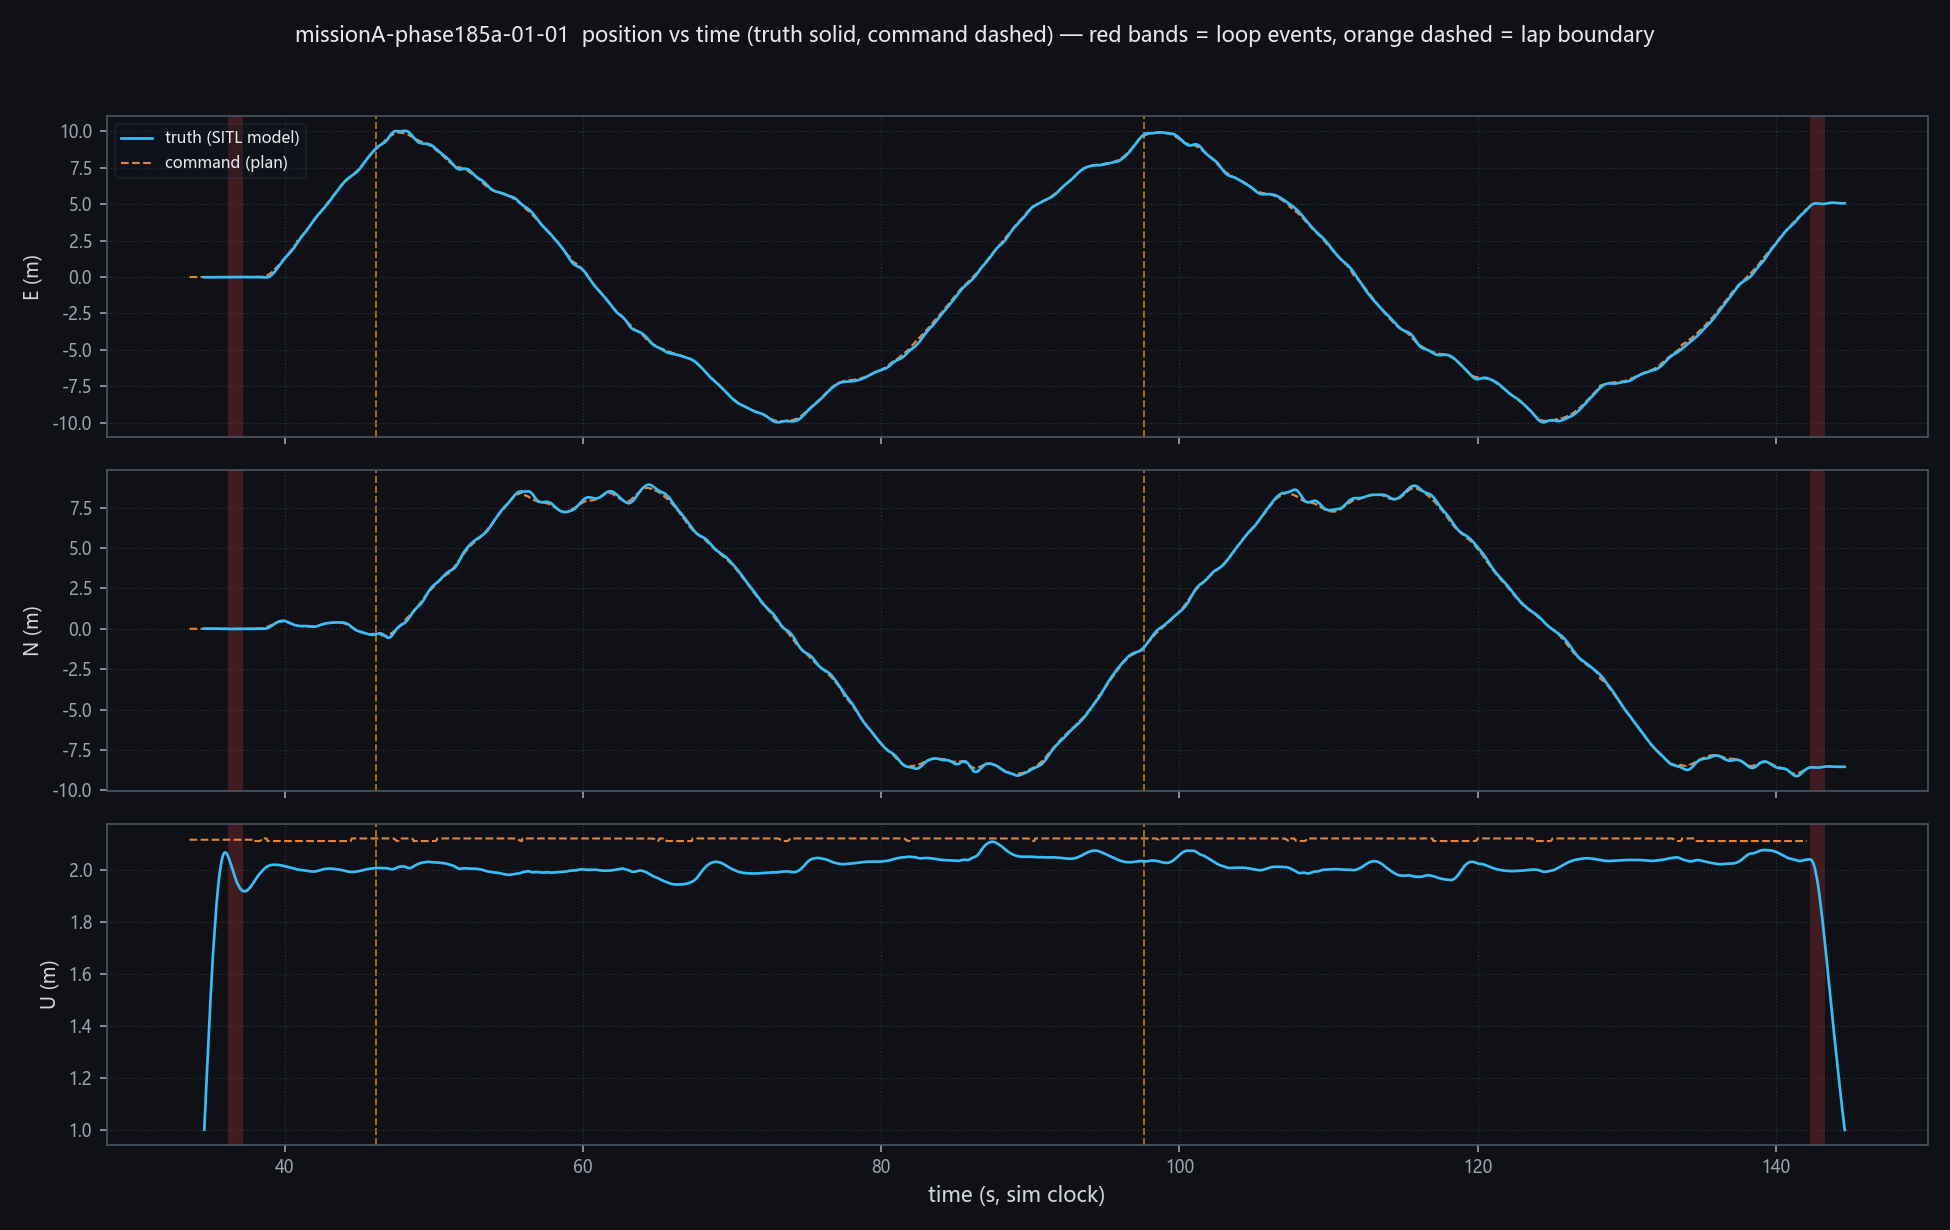 missionA-phase185a-01-01  position vs time (truth solid, command dashed) — red bands = loop events, orange dashed = lap boundary
truth (SITL model)
command (plan)
E (m)
10.0
7.5
5.0
2.5
0.0
-2.5
-5.0
-7.5
-10.0
N (m)
7.5
5.0
2.5
0.0
-2.5
-5.0
-7.5
-10.0
U (m)
2.0
1.8
1.6
1.4
1.2
1.0
40 60 80 100 120 140
time (s, sim clock)